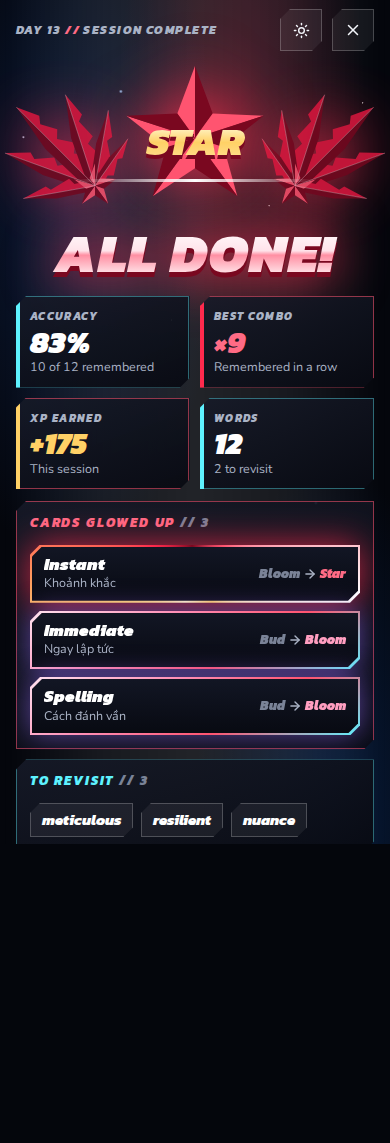 DAY 13 // SESSION COMPLETE
STAR
ALL DONE!
ACCURACY
83%
10 of 12 remembered
BEST COMBO
×9
Remembered in a row
XP EARNED
+175
This session
WORDS
12
2 to revisit
CARDS GLOWED UP // 3
Instant
Khoảnh khắc
Bloom → Star
Immediate
Ngay lập tức
Bud → Bloom
Spelling
Cách đánh vần
Bud → Bloom
TO REVISIT // 3
meticulous
resilient
nuance